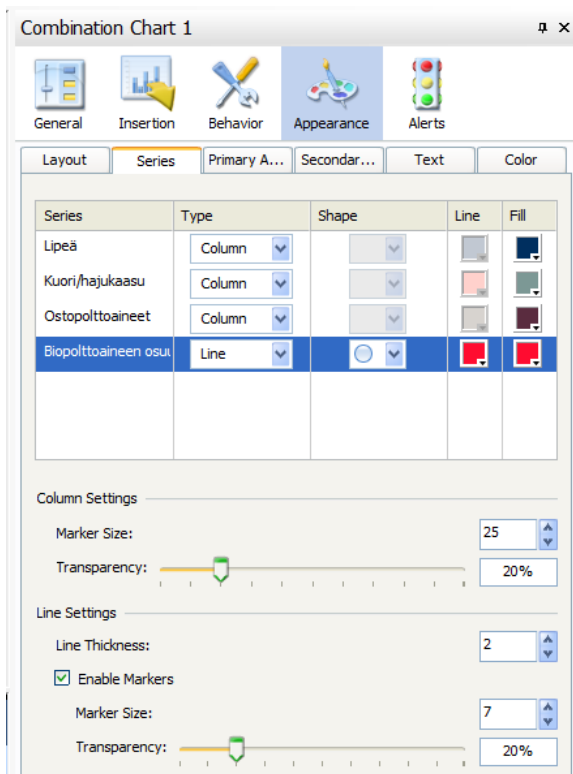 Combination Chart 1
General Insertion Behavior Appearance Alerts
Layout Series Primary A... Secondar... Text Color
Series Type Shape Line Fill
Lipeä Column
Kuori/hajukaasu Column
Ostopolttoaineet Column
Biopolttoaineen osuu Line
Column Settings
Marker Size: 25
Transparency: 20%
Line Settings
Line Thickness: 2
Enable Markers
Marker Size: 7
Transparency: 20%